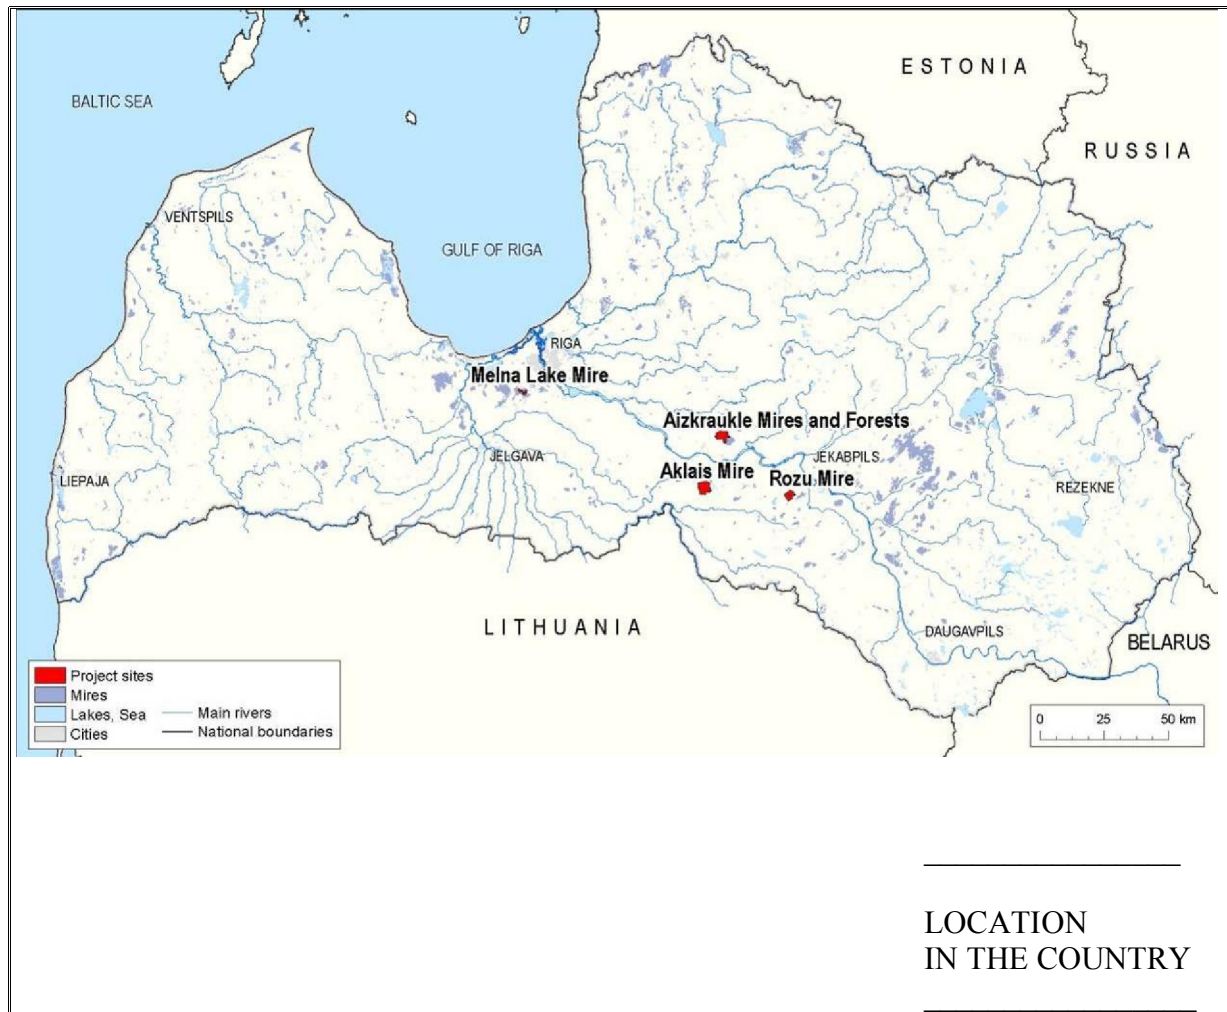 ESTONIA
BALTIC SEA
RUSSIA
VENTSPILS
GULF OF RIGA
RIGA
Melna Lake Mire
Aizkraukle Mires and Forests
JELGAVA
JEKABPILS
Aklais Mire
Rozu Mire
LIEPAJA
REZEKNE
LITHUANIA
DAUGAVPILS
BELARUS
Project sites
Mires
Lakes, Sea
Cities
Main rivers
National boundaries
0 25 50 km
LOCATION
IN THE COUNTRY